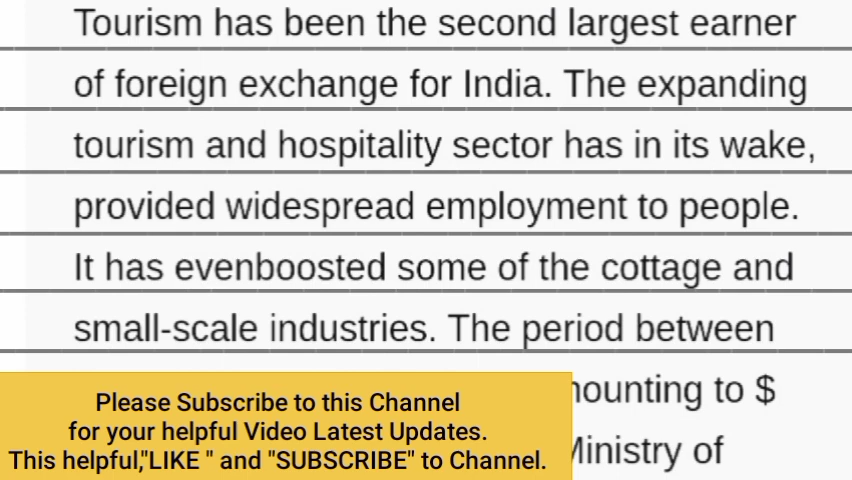 Tourism has been the second largest earner
of foreign exchange for India. The expanding
tourism and hospitality sector has in its wake,
provided widespread employment to people.
It has evenboosted some of the cottage and
small-scale industries. The period between
to $
of
Please Subscribe to this Channel
for your helpful Video Latest Updates.
This helpful,"LIKE " and "SUBSCRIBE" to Channel.